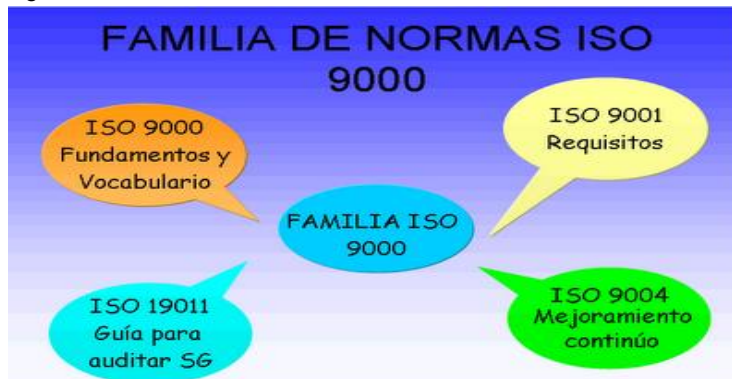 FAMILIA DE NORMAS ISO
9000
ISO 9000
Fundamentos y
Vocabulario
ISO 9001
Requisitos
FAMILIA ISO
9000
ISO 19011
Guía para
auditar SG
ISO 9004
Mejoramiento
continúo